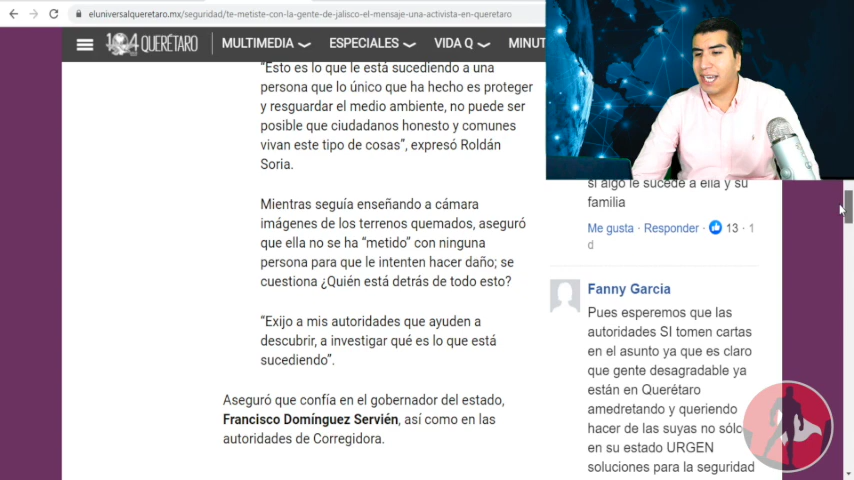 eluniversalqueretaro.mx/seguridad/te-metiste-con-la-gente-de-jalisco-el-mensaje-una-activista-en-queretaro
QUERÉTARO
MULTIMEDIA
ESPECIALES
VIDA Q
MINUT
“Esto es lo que le está sucediendo a una
persona que lo único que ha hecho es proteger
y resguardar el medio ambiente, no puede ser
posible que ciudadanos honesto y comunes
vivan este tipo de cosas”, expresó Roldán
Soria.
Mientras seguía enseñando a cámara
imágenes de los terrenos quemados, aseguró
que ella no se ha “metido” con ninguna
persona para que le intenten hacer daño; se
cuestiona ¿Quién está detrás de todo esto?
“Exijo a mis autoridades que ayuden a
descubrir, a investigar qué es lo que está
sucediendo”.
Aseguró que confía en el gobernador del estado,
Francisco Domínguez Servién, así como en las
autoridades de Corregidora.
si algo le sucede a ella y su
familia
Me gusta · Responder · 13 · 1
d
Fanny Garcia
Pues esperemos que las
autoridades SI tomen cartas
en el asunto ya que es claro
que gente desagradable ya
están en Querétaro
amedretando y queriendo
hacer de las suyas no sólo
en su estado URGEN
soluciones para la seguridad